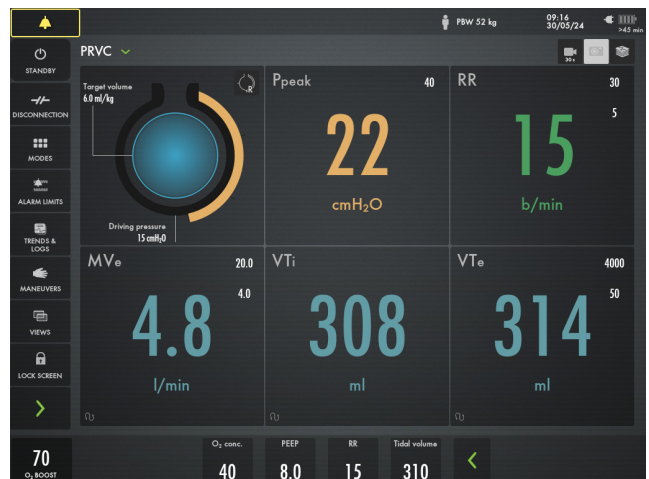 PBW 52 kg
09:16
30/05/24
>45 min
STANDBY
PRVC
30 s
DISCONNECTION
MODES
ALARM LIMITS
TRENDS &
LOGS
MANEUVERS
VIEWS
LOCK SCREEN
Target volume
6.0 ml/kg
R
Driving pressure
15 cmH₂O
Ppeak
40
22
cmH₂O
RR
30
5
15
b/min
MVe
20.0
4.0
4.8
l/min
VTi
308
ml
VTe
4000
50
314
ml
70
O₂ BOOST
O₂ conc.
40
PEEP
8.0
RR
15
Tidal volume
310